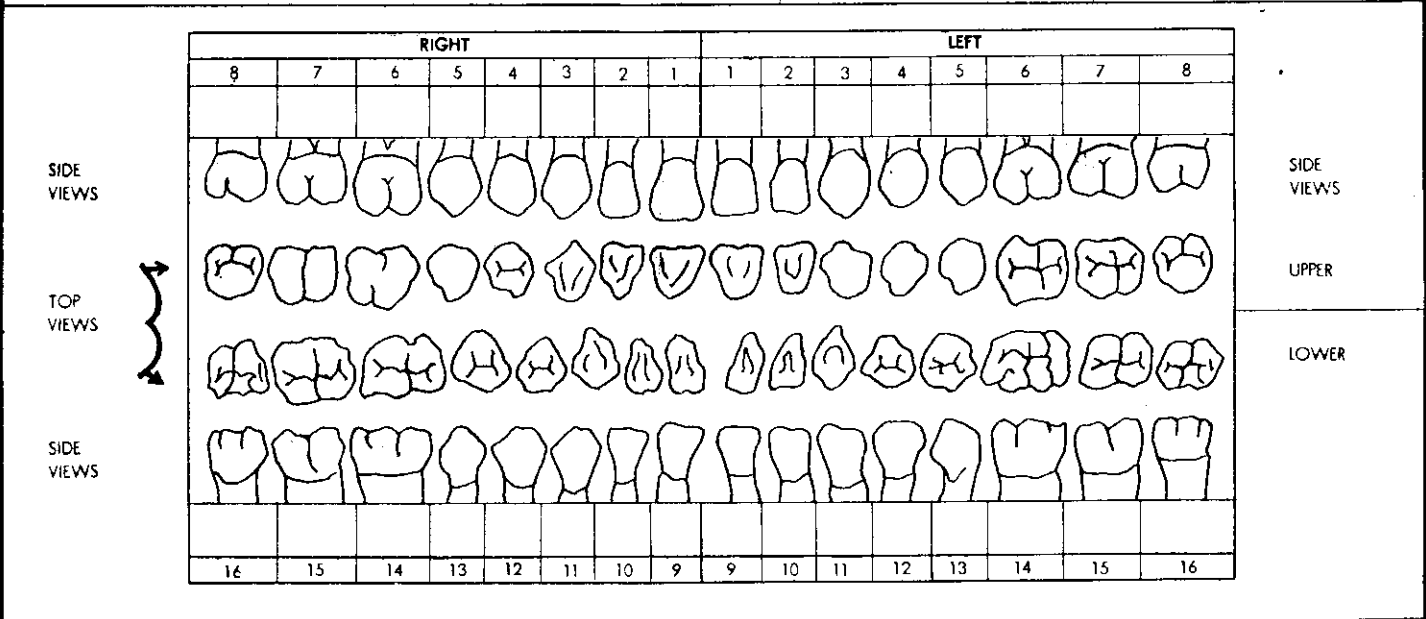 RIGHT LEFT
8 7 6 5 4 3 2 1 1 2 3 4 5 6 7 8
SIDE
VIEWS
SIDE
VIEWS
UPPER
TOP
VIEWS
LOWER
SIDE
VIEWS
16 15 14 13 12 11 10 9 9 10 11 12 13 14 15 16